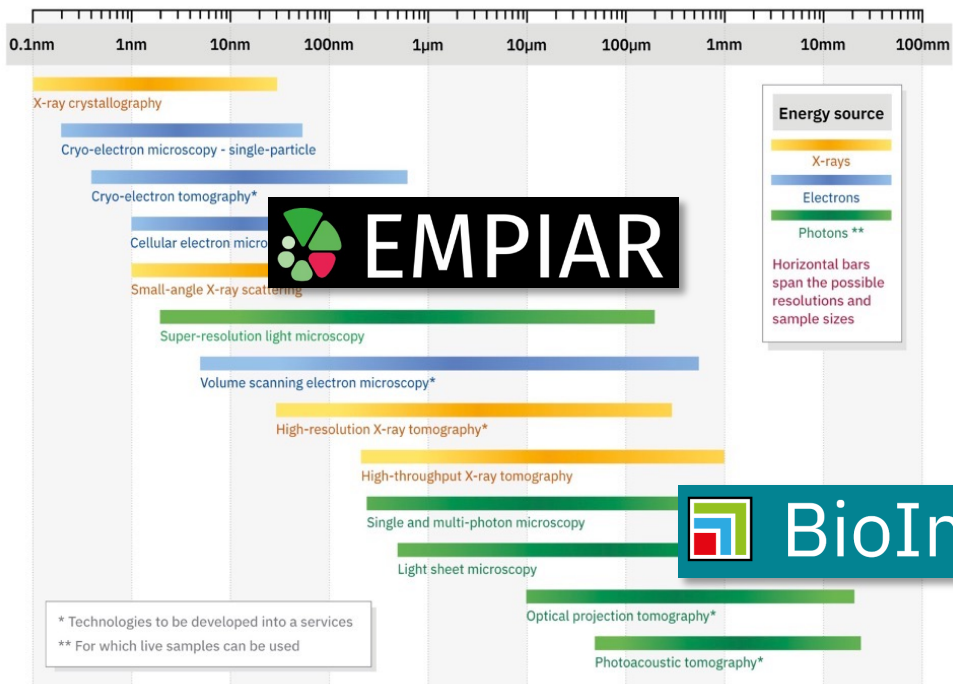 0.1nm 1nm 10nm 100nm 1µm 10µm 100µm 1mm 10mm 100mm
X-ray crystallography
Cryo-electron microscopy - single-particle
Cryo-electron tomography*
Cellular electron micro
EMPIAR
Small-angle X-ray scattering
Super-resolution light microscopy
Volume scanning electron microscopy*
High-resolution X-ray tomography*
High-throughput X-ray tomography
Single and multi-photon microscopy
BioIn
Light sheet microscopy
Optical projection tomography*
Photoacoustic tomography*
Energy source
X-rays
Electrons
Photons **
Horizontal bars
span the possible
resolutions and
sample sizes
* Technologies to be developed into a services
** For which live samples can be used